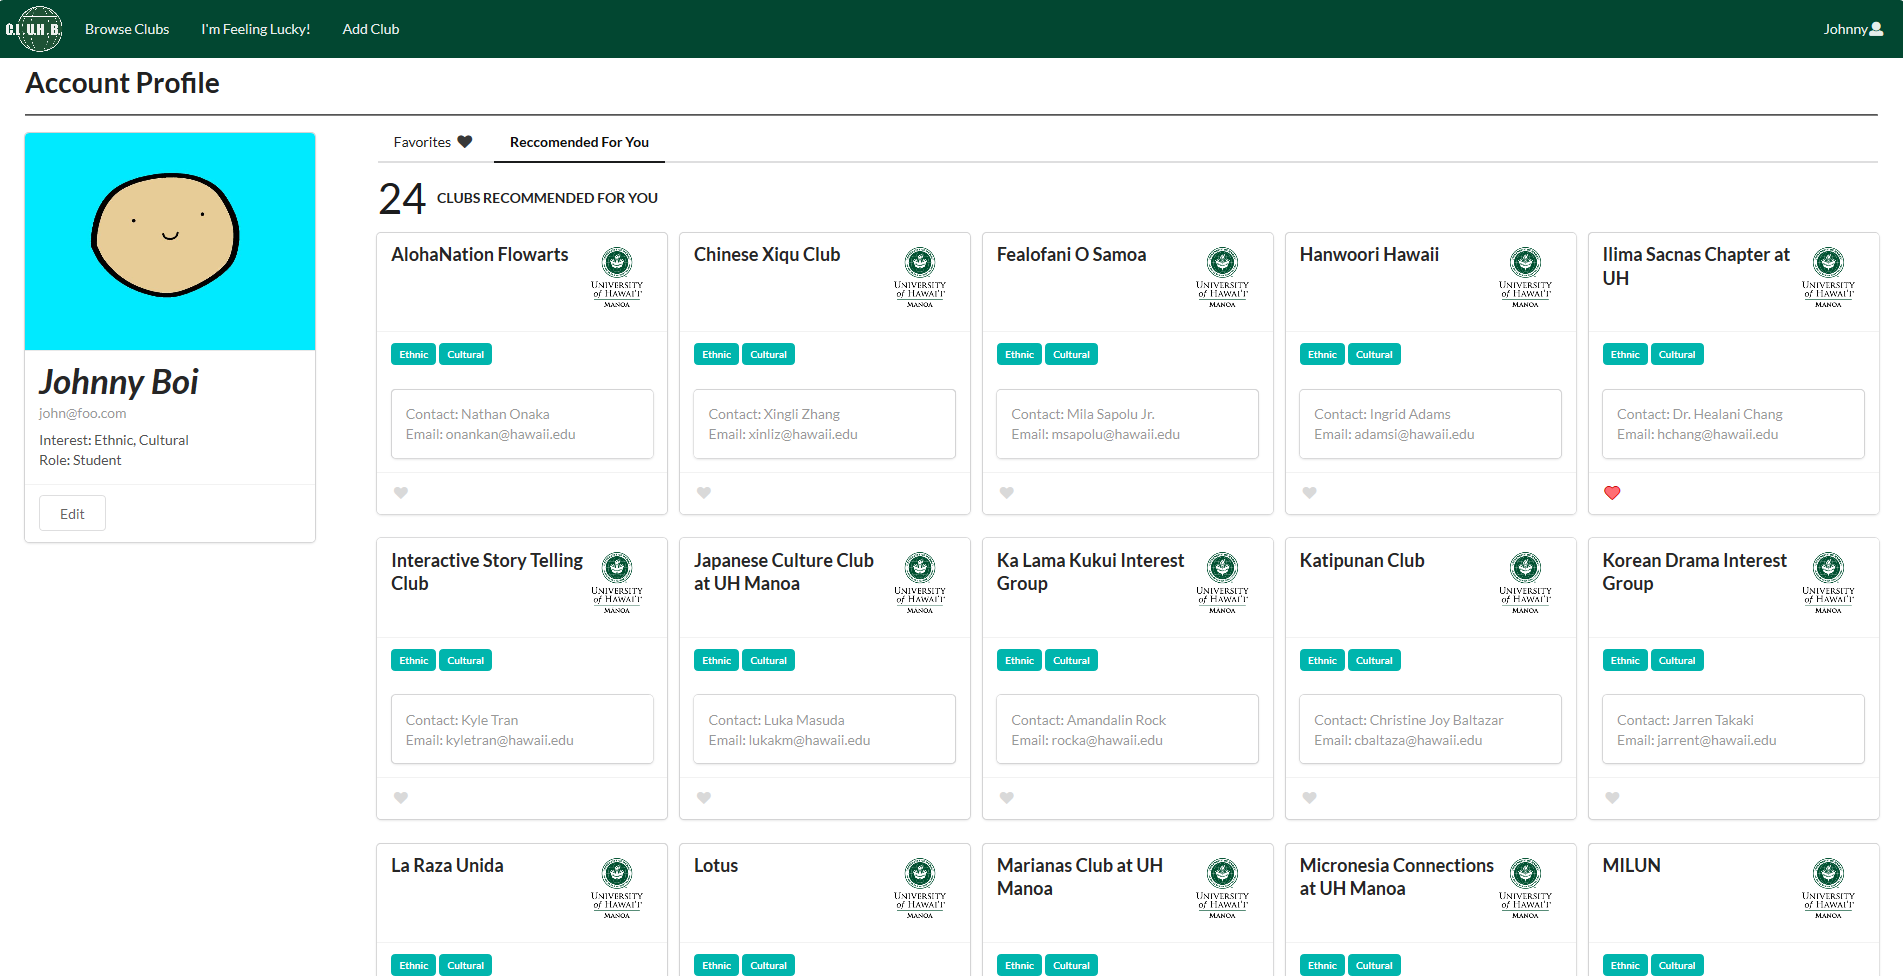 C.L.U.H.B.
Browse Clubs
I'm Feeling Lucky!
Add Club
Johnny
Account Profile
Johnny Boi
john@foo.com
Interest: Ethnic, Cultural
Role: Student
Edit
Favorites
Reccomended For You
24 CLUBS RECOMMENDED FOR YOU
AlohaNation Flowarts
UNIVERSITY
of HAWAI'I
MANOA
Ethnic Cultural
Contact: Nathan Onaka
Email: onankan@hawaii.edu
Chinese Xiqu Club
UNIVERSITY
of HAWAI'I
MANOA
Ethnic Cultural
Contact: Xingli Zhang
Email: xinliz@hawaii.edu
Fealofani O Samoa
UNIVERSITY
of HAWAI'I
MANOA
Ethnic Cultural
Contact: Mila Sapolu Jr.
Email: msapolu@hawaii.edu
Hanwoori Hawaii
UNIVERSITY
of HAWAI'I
MANOA
Ethnic Cultural
Contact: Ingrid Adams
Email: adamsi@hawaii.edu
Ilima Sacnas Chapter at
UH
UNIVERSITY
of HAWAI'I
MANOA
Ethnic Cultural
Contact: Dr. Healani Chang
Email: hchang@hawaii.edu
Interactive Story Telling
Club
UNIVERSITY
of HAWAI'I
MANOA
Ethnic Cultural
Contact: Kyle Tran
Email: kyletran@hawaii.edu
Japanese Culture Club
at UH Manoa
UNIVERSITY
of HAWAI'I
MANOA
Ethnic Cultural
Contact: Luka Masuda
Email: lukakm@hawaii.edu
Ka Lama Kukui Interest
Group
UNIVERSITY
of HAWAI'I
MANOA
Ethnic Cultural
Contact: Amandalin Rock
Email: rocka@hawaii.edu
Katipunan Club
UNIVERSITY
of HAWAI'I
MANOA
Ethnic Cultural
Contact: Christine Joy Baltazar
Email: cbaltaza@hawaii.edu
Korean Drama Interest
Group
UNIVERSITY
of HAWAI'I
MANOA
Ethnic Cultural
Contact: Jarren Takaki
Email: jarrent@hawaii.edu
La Raza Unida
UNIVERSITY
of HAWAI'I
MANOA
Ethnic Cultural
Lotus
UNIVERSITY
of HAWAI'I
MANOA
Ethnic Cultural
Marianas Club at UH
Manoa
UNIVERSITY
of HAWAI'I
MANOA
Ethnic Cultural
Micronesia Connections
at UH Manoa
UNIVERSITY
of HAWAI'I
MANOA
Ethnic Cultural
MILUN
UNIVERSITY
of HAWAI'I
MANOA
Ethnic Cultural